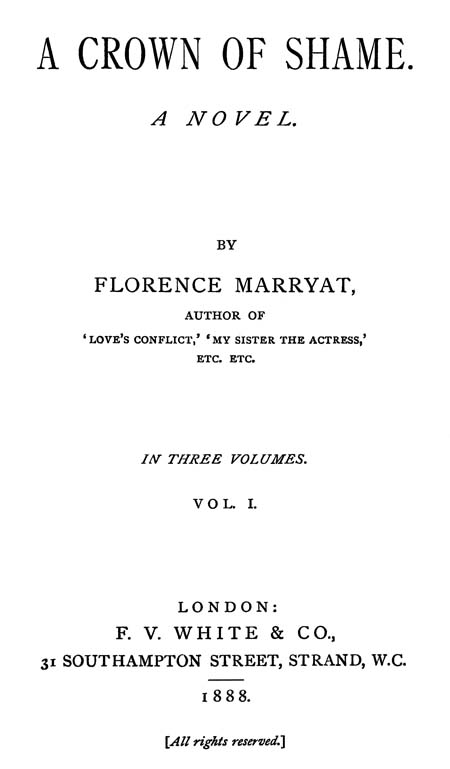 A CROWN OF SHAME.
A NOVEL.
BY
FLORENCE MARRYAT,
AUTHOR OF
‘LOVE’S CONFLICT,’ ‘MY SISTER THE ACTRESS,’
ETC. ETC.
IN THREE VOLUMES.
VOL. I.
LONDON:
F. V. WHITE & CO.,
31 SOUTHAMPTON STREET, STRAND, W.C.
1888.
[All rights reserved.]